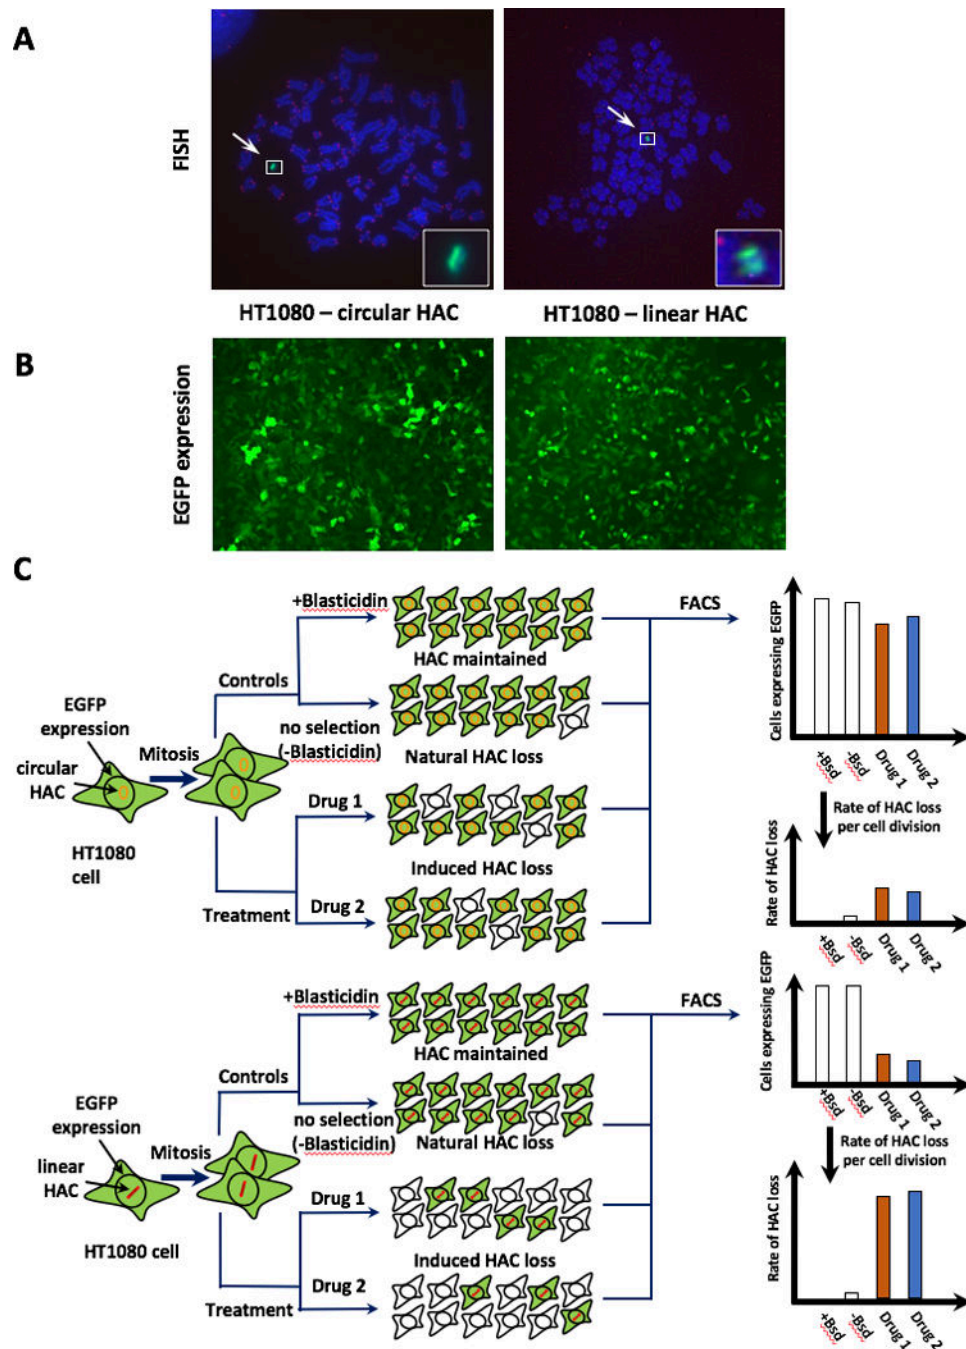 A
FISH
HT1080 – circular HAC
HT1080 – linear HAC
B
EGFP expression
C
+Blasticidin
HAC maintained
FACS
Controls
EGFP
expression
Mitosis
circular
HAC
no selection
(-Blasticidin)
Natural HAC loss
HT1080
cell
Drug 1
Induced HAC loss
Treatment
Drug 2
Cells expressing EGFP
+Bsd
-Bsd
Drug 1
Drug 2
Rate of HAC loss
per cell division
Rate of HAC loss
+Bsd
-Bsd
Drug 1
Drug 2
+Blasticidin
HAC maintained
FACS
Controls
EGFP
expression
Mitosis
linear
HAC
no selection
(-Blasticidin)
Natural HAC loss
HT1080 cell
Drug 1
Induced HAC loss
Treatment
Drug 2
Cells expressing EGFP
+Bsd
-Bsd
Drug 1
Drug 2
Rate of HAC loss
per cell division
Rate of HAC loss
+Bsd
-Bsd
Drug 1
Drug 2